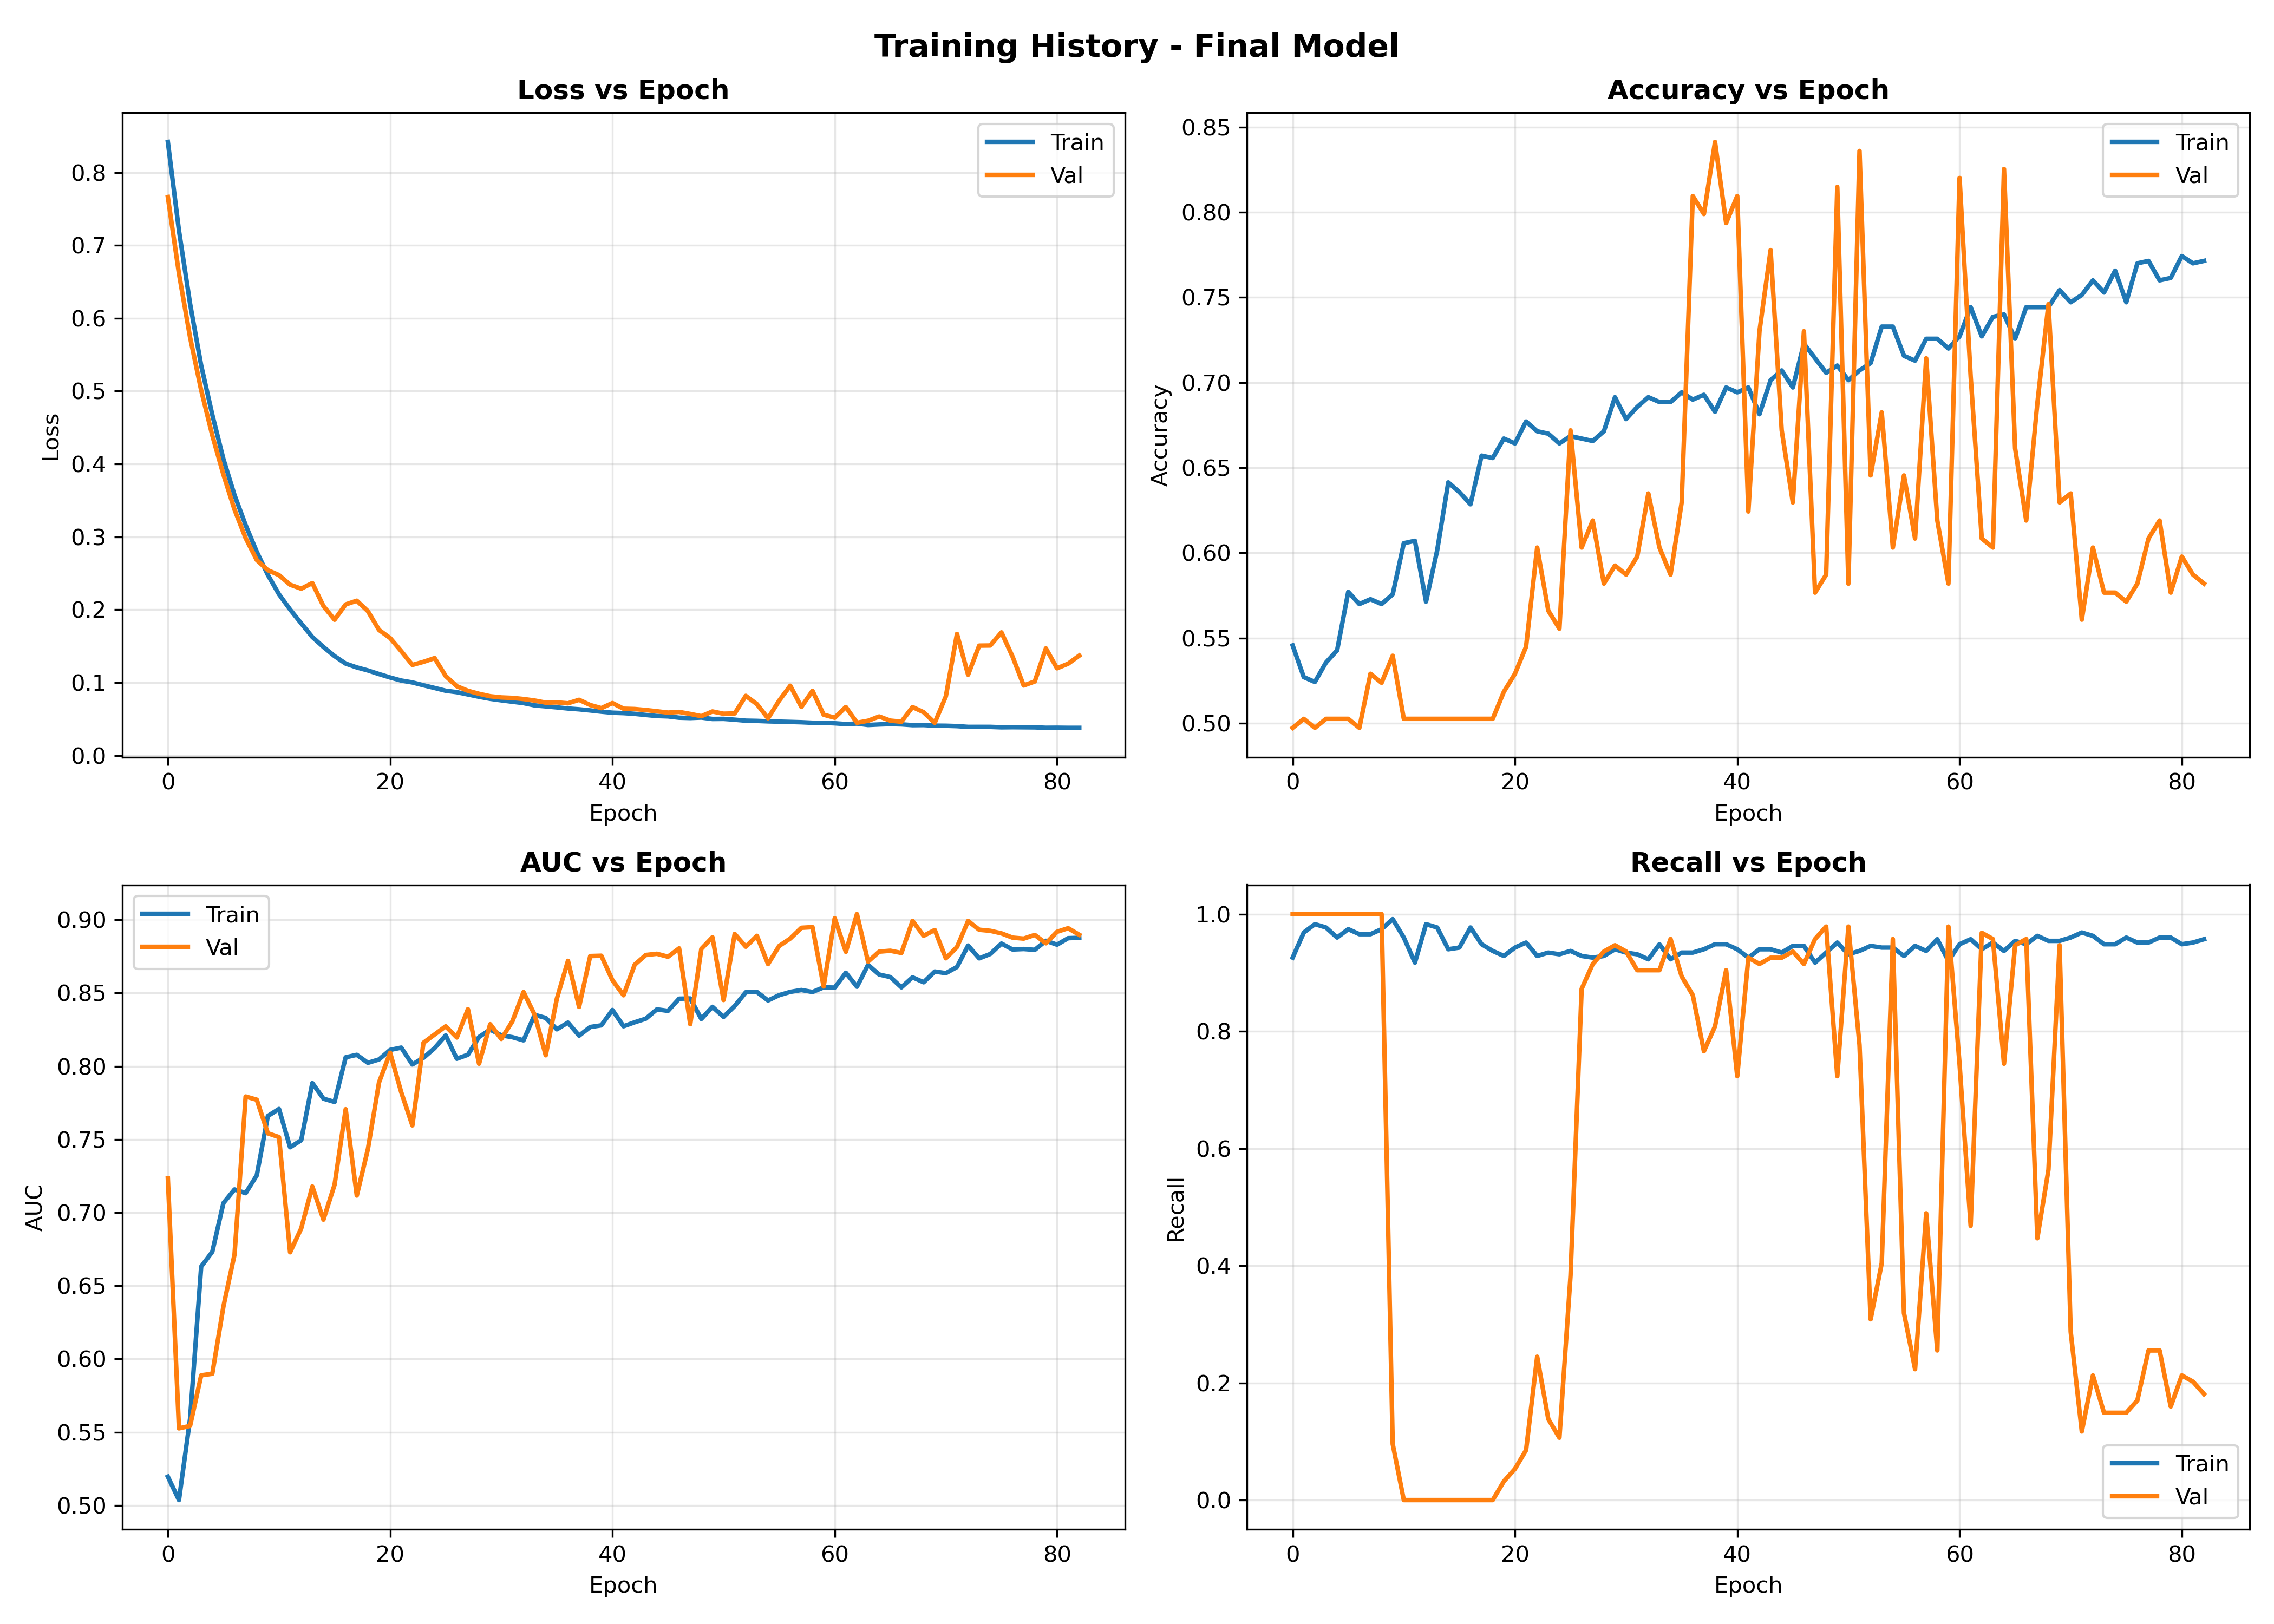 Training History - Final Model
Loss vs Epoch
Train
Val
0.8
0.7
0.6
0.5
0.4
0.3
0.2
0.1
0.0
Loss
0 20 40 60 80
Epoch
Accuracy vs Epoch
Train
Val
0.85
0.80
0.75
0.70
0.65
0.60
0.55
0.50
Accuracy
0 20 40 60 80
Epoch
AUC vs Epoch
Train
Val
0.90
0.85
0.80
0.75
0.70
0.65
0.60
0.55
0.50
AUC
0 20 40 60 80
Epoch
Recall vs Epoch
1.0
0.8
0.6
0.4
0.2
0.0
Recall
Train
Val
0 20 40 60 80
Epoch